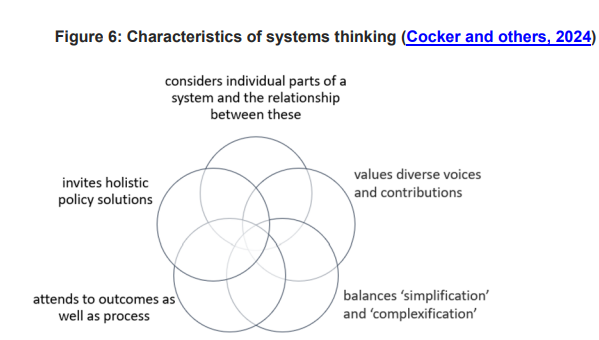 Figure 6: Characteristics of systems thinking (Cocker and others, 2024)
considers individual parts of a
system and the relationship
between these
invites holistic
policy solutions
values diverse voices
and contributions
attends to outcomes as
well as process
balances ‘simplification’
and ‘complexification’